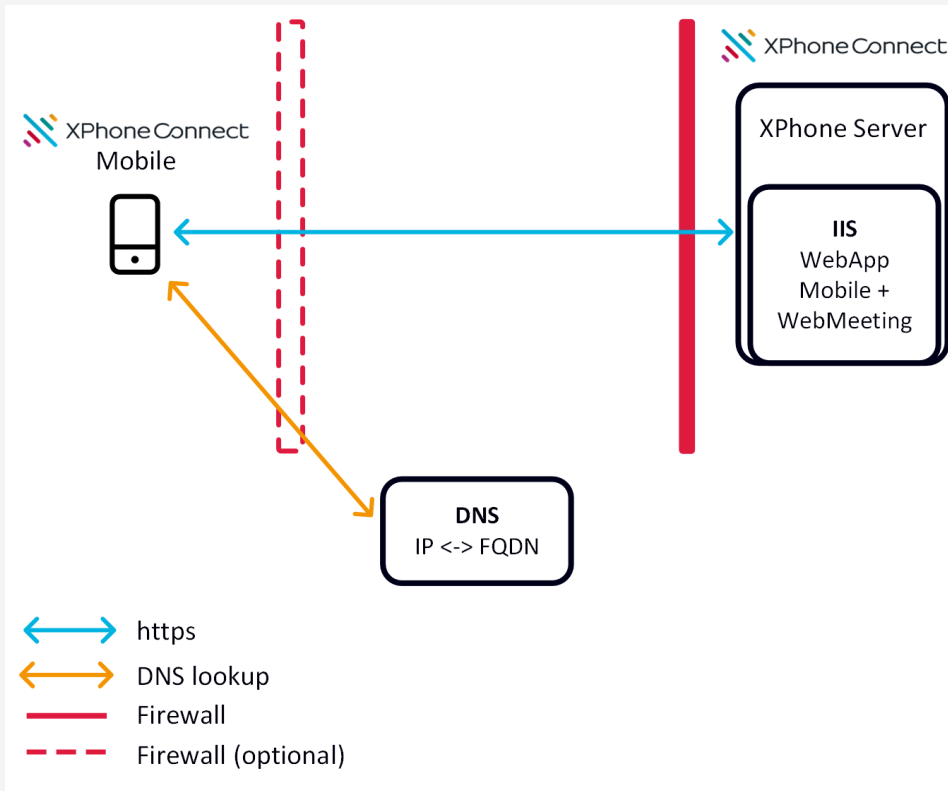 XPhone Connect
XPhone Server
IIS
WebApp
Mobile +
WebMeeting
XPhone Connect
Mobile
DNS
IP <-> FQDN
https
DNS lookup
Firewall
Firewall (optional)